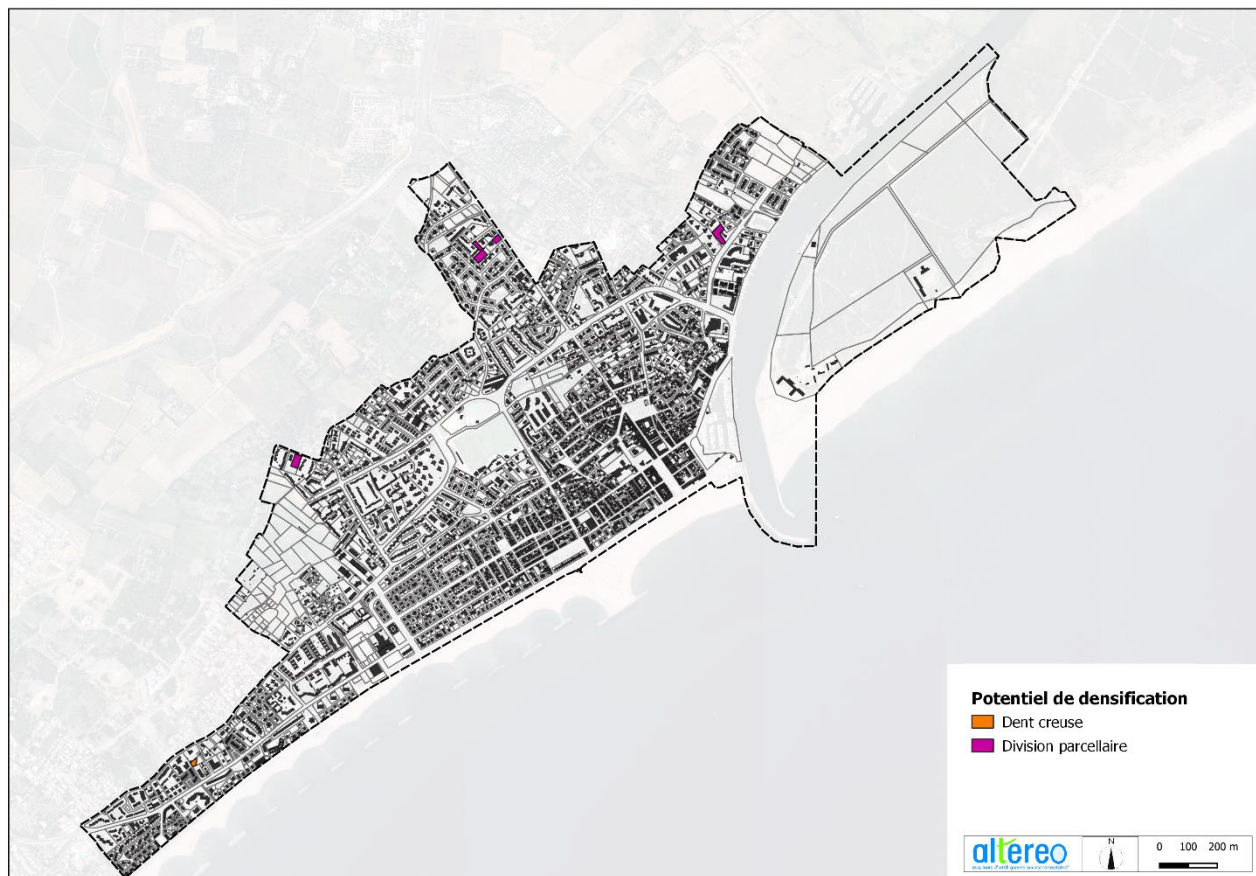 Potentiel de densification
Dent creuse
Division parcellaire
altereo
N
0 100 200 m